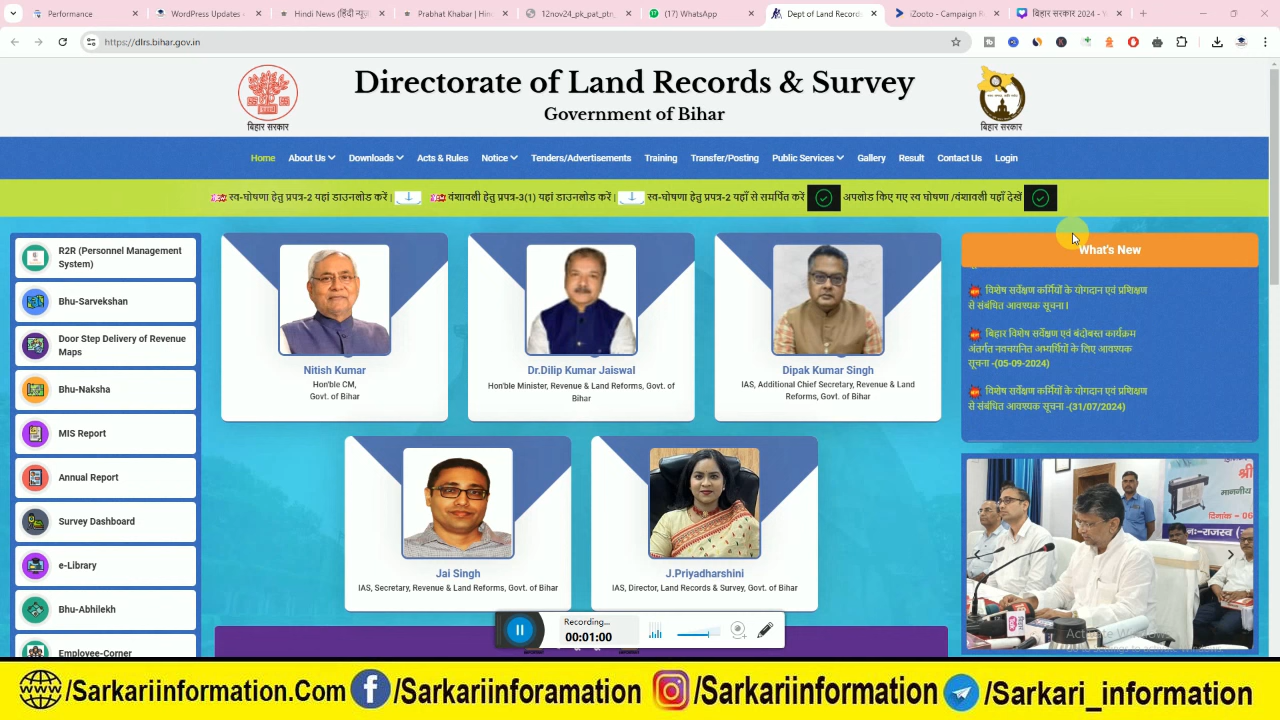 Performance
WordPress Updates
Hindi News (हिंदी न्यूज़
Prabhat Khabar | Hin
12nov24_pk_pat_ptn
(17) WhatsApp
Dept of Land Record
iZooto - Campaign R
बिहार सरकार 2024 -
https://dlrs.bihar.gov.in
बिहार सरकार
Directorate of Land Records & Survey
Government of Bihar
बिहार सरकार
Home About Us Downloads Acts & Rules Notice Tenders/Advertisements Training Transfer/Posting Public Services Gallery Result Contact Us Login
NEW स्व-घोषणा हेतु प्रपत्र-2 यहां डाउनलोड करें | NEW वंशावली हेतु प्रपत्र-3(1) यहां डाउनलोड करें | स्व-घोषणा हेतु प्रपत्र-2 यहाँ से समर्पित करें अपलोड किए गए स्व घोषणा /वंशावली यहाँ देखें
R2R (Personnel Management
System)
Bhu-Sarvekshan
Door Step Delivery of Revenue
Maps
Bhu-Naksha
MIS Report
Annual Report
Survey Dashboard
e-Library
Bhu-Abhilekh
Employee-Corner
Nitish Kumar
Hon'ble CM,
Govt. of Bihar
Dr.Dilip Kumar Jaiswal
Hon'ble Minister, Revenue & Land Reforms, Govt. of
Bihar
Dipak Kumar Singh
IAS, Additional Chief Secretary, Revenue & Land
Reforms, Govt. of Bihar
Jai Singh
IAS, Secretary, Revenue & Land Reforms, Govt. of Bihar
J.Priyadharshini
IAS, Director, Land Records & Survey, Govt. of Bihar
What's New
विशेष सर्वेक्षण कर्मियों के योगदान एवं प्रशिक्षण
से संबंधित आवश्यक सूचना l
बिहार विशेष सर्वेक्षण एवं बंदोबस्त कार्यक्रम
अंतर्गत नवचयनित अभ्यर्थियों के लिए आवश्यक
सूचना -(05-09-2024)
विशेष सर्वेक्षण कर्मियों के योगदान एवं प्रशिक्षण
से संबंधित आवश्यक सूचना -(31/07/2024)
श्री
माननीय
दिनांक - 06
Activate Windows
Recording...
00:01:00
/Sarkariinformation.Com /Sarkariinforamation /Sarkariinformation /Sarkari_information